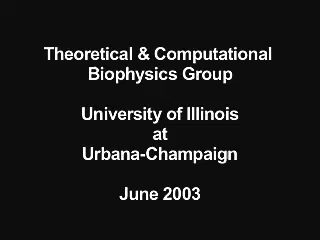 Theoretical & Computational
Biophysics Group
University of Illinois
at
Urbana-Champaign
June 2003